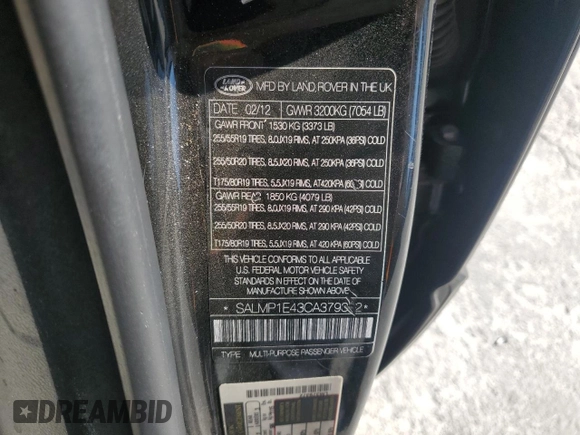 LAND ROVER
MFD BY LAND ROVER IN THE UK
DATE 02/12 GWR 3200KG (7054 LB)
GAWR FRONT 1530 KG (3373 LB)
255/55R19 TIRES, 8.0JX19 RIMS, AT 250KPA (36PSI) COLD
255/50R20 TIRES, 8.5JX20 RIMS, AT 250KPA (36PSI) COLD
T175/80R19 TIRES, 5.5JX19 RIMS, AT420KPA COLD
GAWR 1850 KG (4079 LB)
255/55R19 TIRES, 8.0JX19 RIMS, AT 290 KPA (42PSI) COLD
255/50R20 TIRES, 8.5JX20 RIMS, AT 290 KPA (42PSI) COLD
T175/80R19 TIRES, 5.5JX19 RIMS, AT 420 KPA (60PSI) COLD
THIS VEHICLE CONFORMS TO ALL APPLICABLE
U.S. FEDERAL MOTOR VEHICLE SAFETY
STANDARDS IN EFFECT ON THE DATE OF
MANUFACTURE SHOWN ABOVE
TYPE MULTI-PURPOSE PASSENGER VEHICLE
DREAMBID